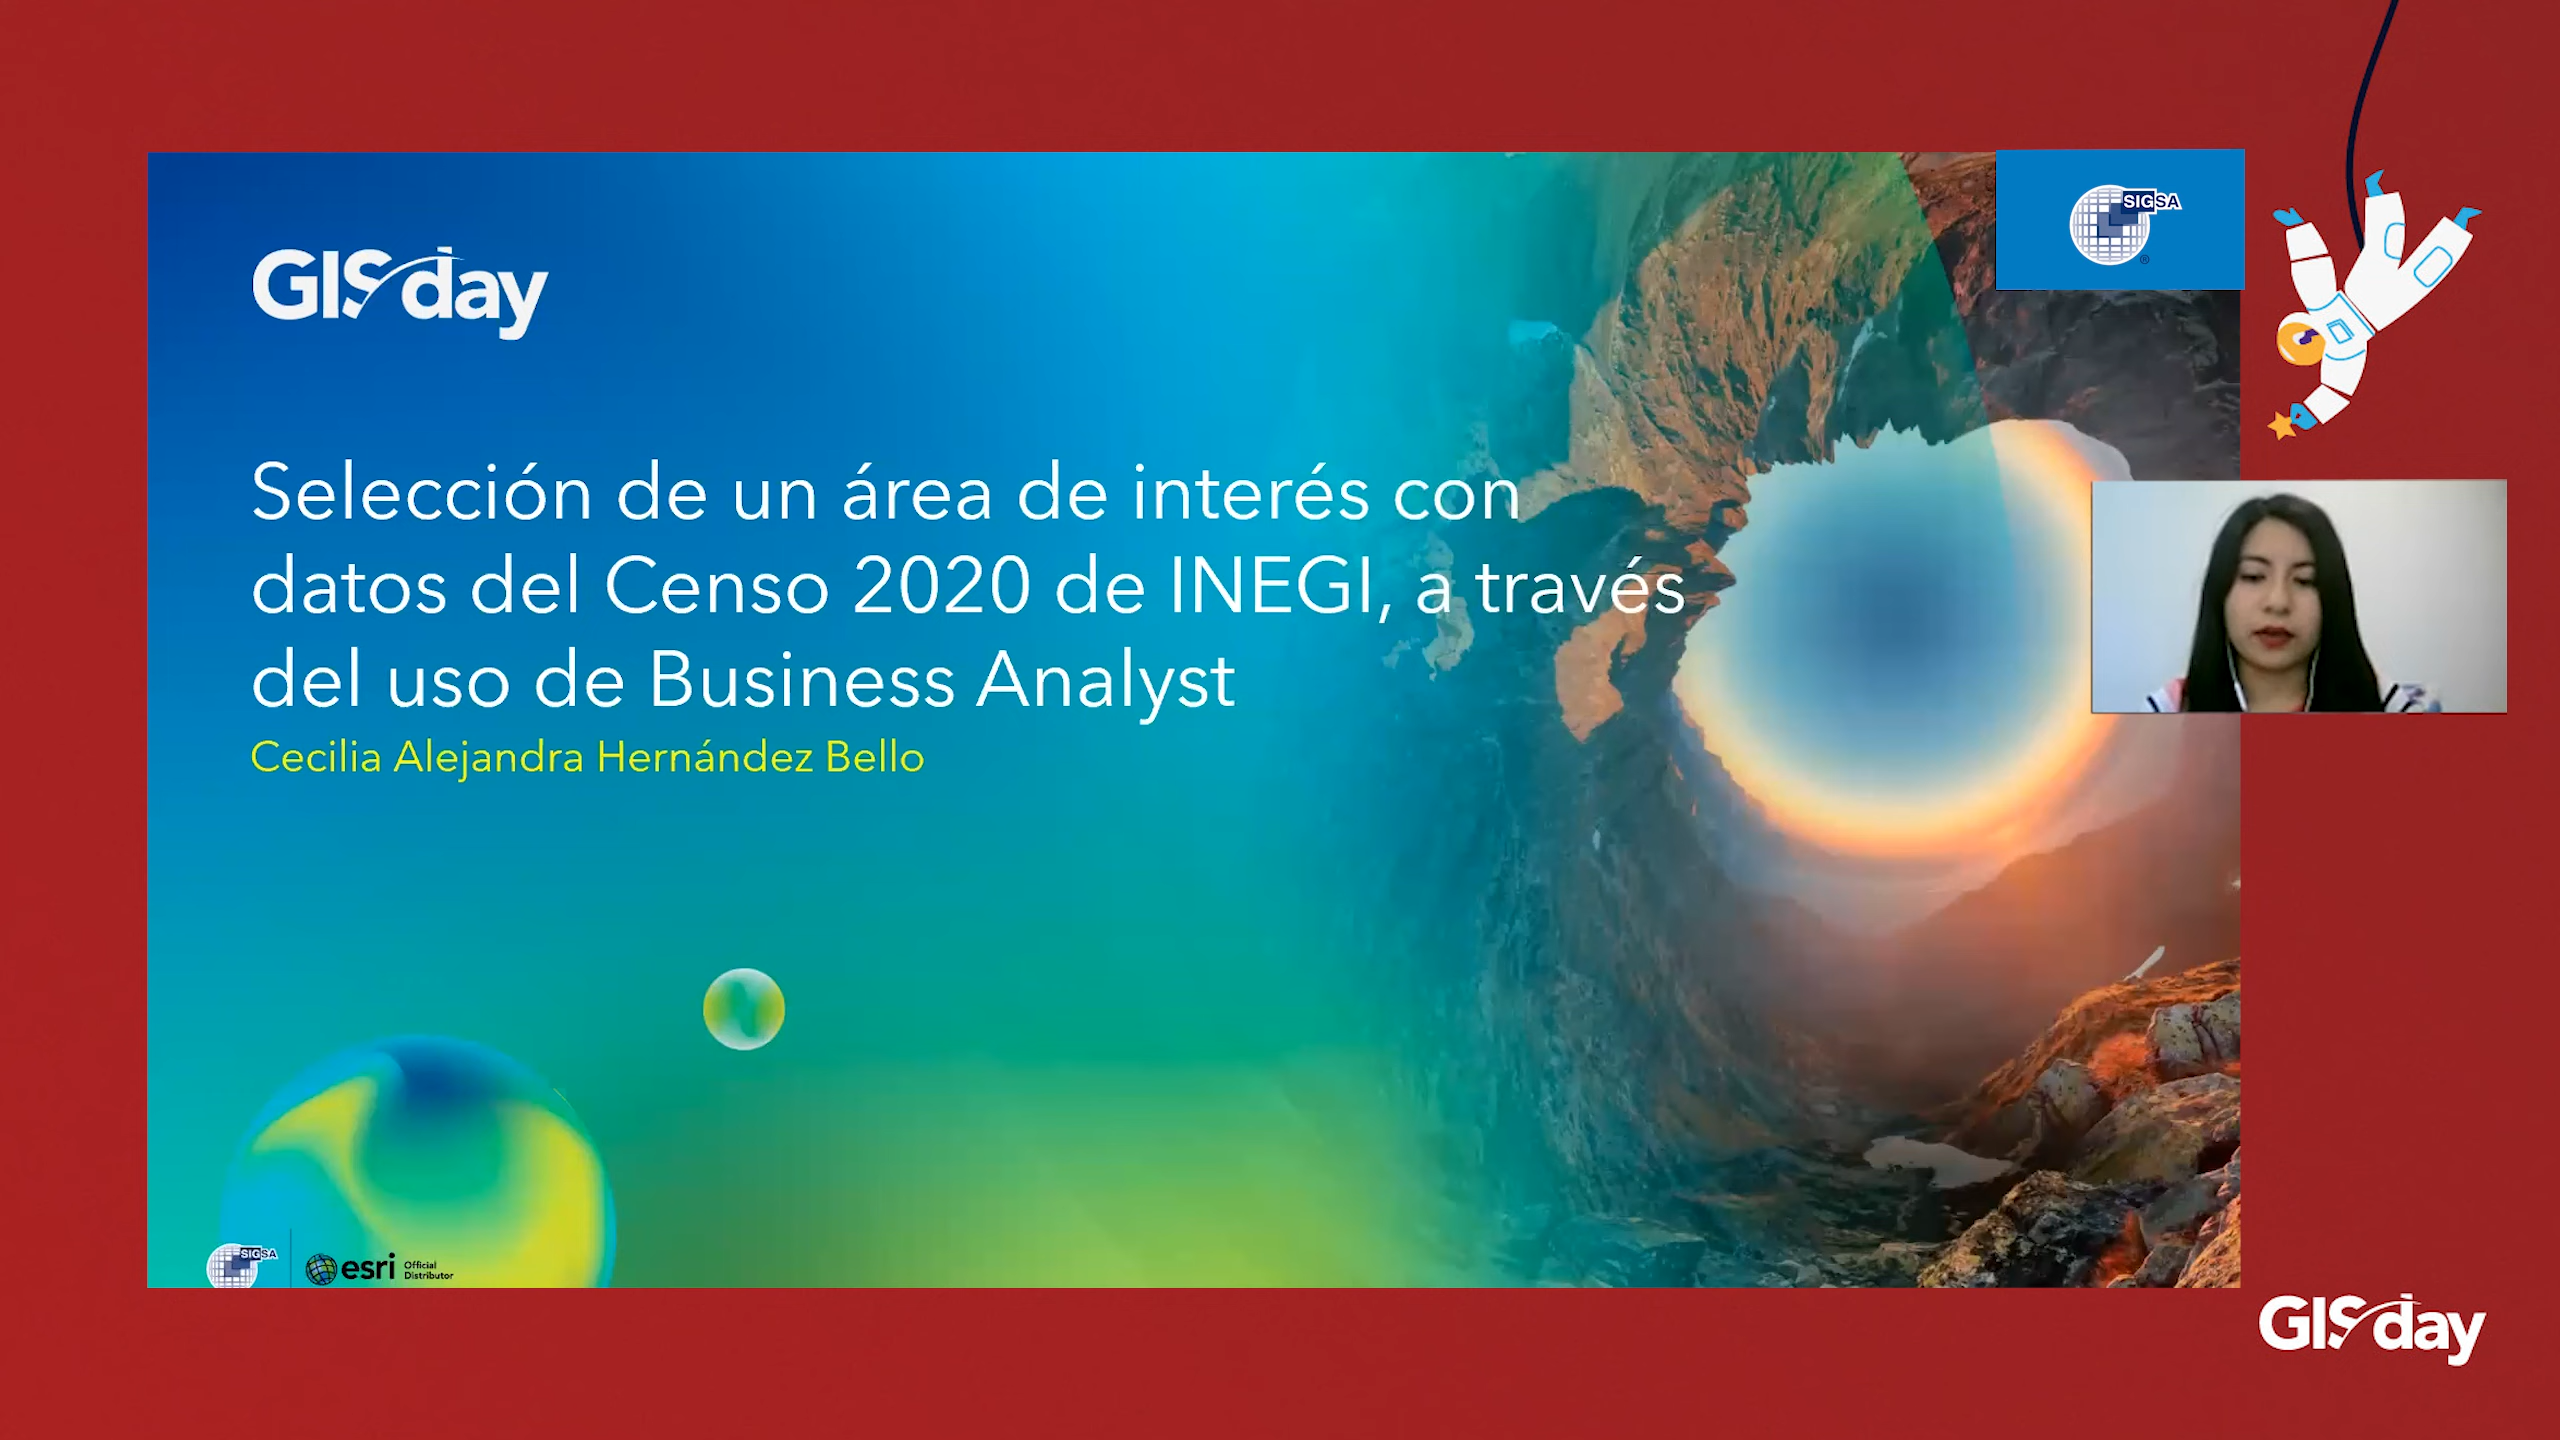 GISday
SIGSA
®
Selección de un área de interés con
datos del Censo 2020 de INEGI, a través
del uso de Business Analyst
Cecilia Alejandra Hernández Bello
SIGSA
esri Official
Distributor
GISday